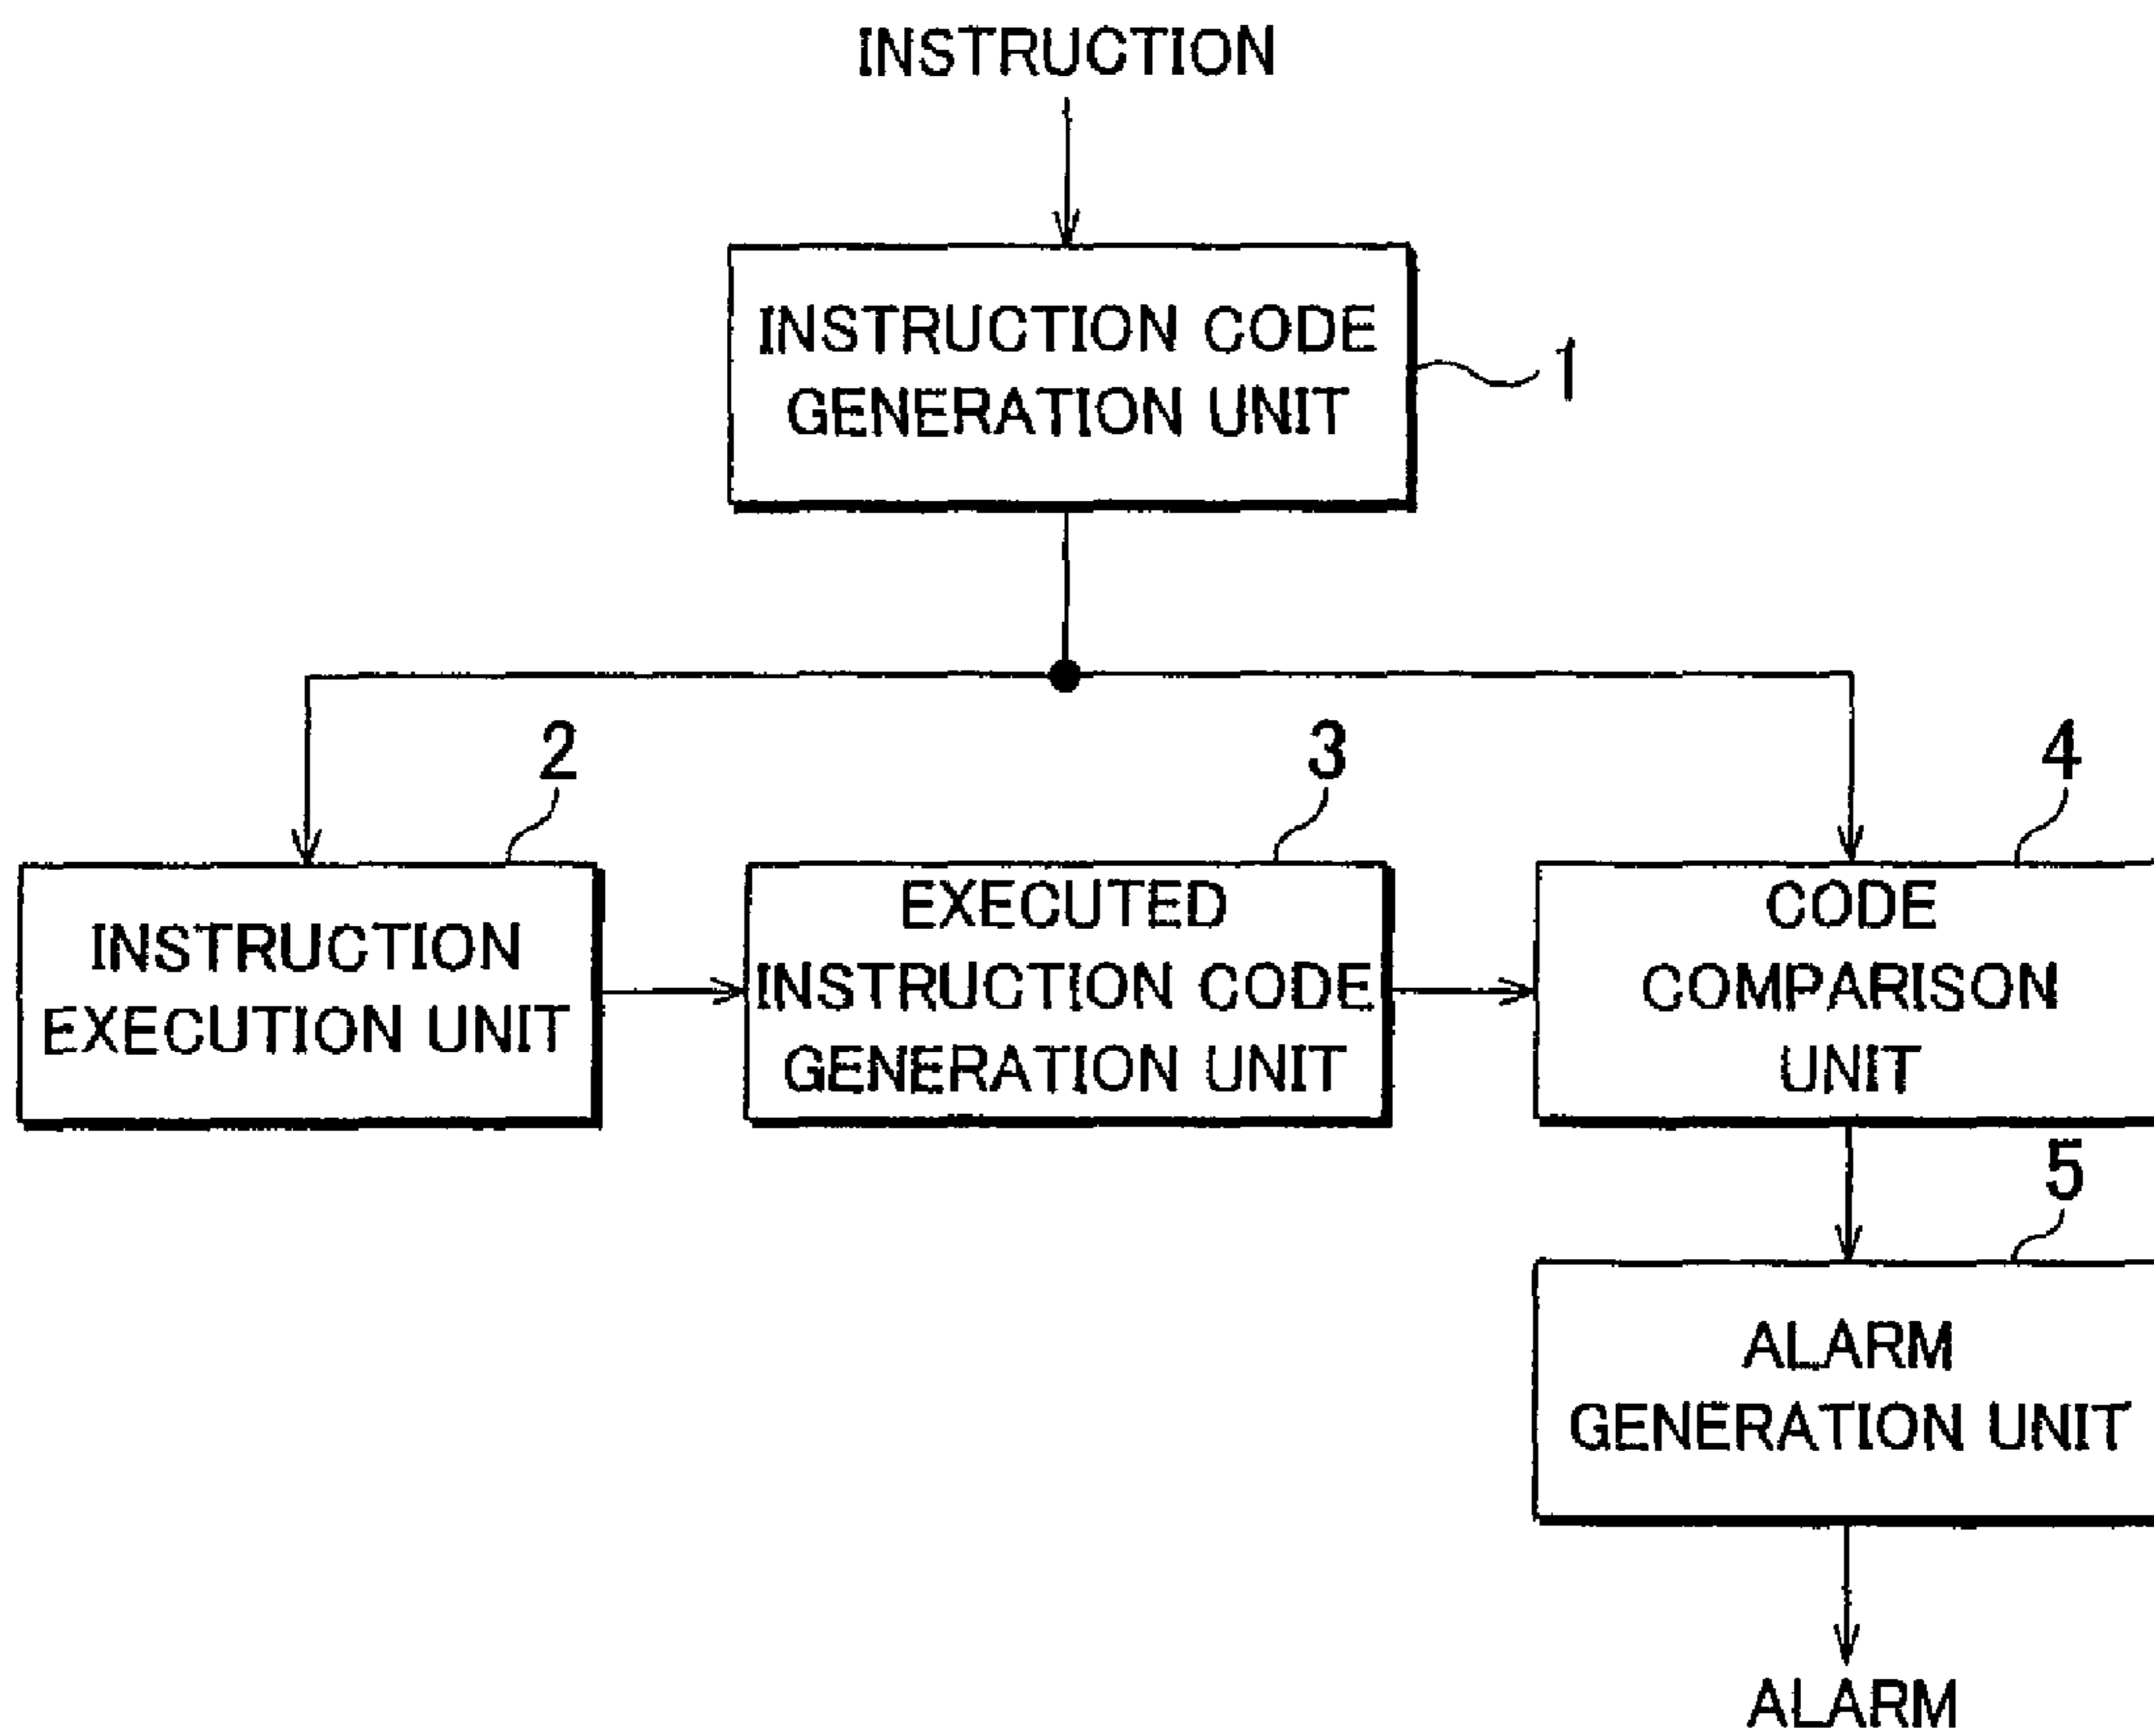 INSTRUCTION
INSTRUCTION CODE
GENERATION UNIT
1
2
3
4
INSTRUCTION
EXECUTION UNIT
EXECUTED
INSTRUCTION CODE
GENERATION UNIT
CODE
COMPARISON
UNIT
5
ALARM
GENERATION UNIT
ALARM